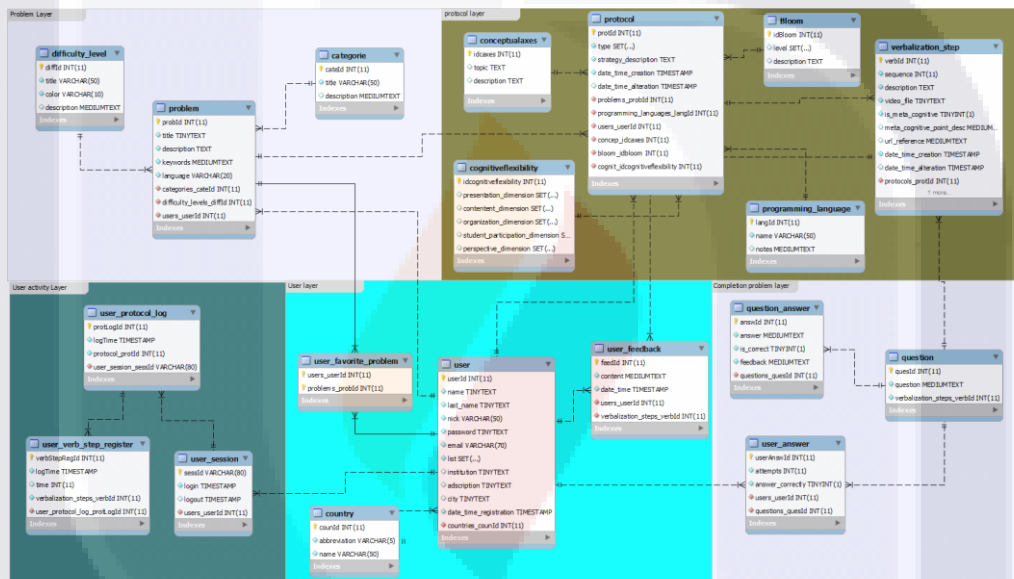 Problem Layer
difficulty_level
diffId INT(11)
title VARCHAR(50)
color VARCHAR(10)
description MEDIUMTEXT
Indexes
categorie
cateId INT(11)
title VARCHAR(50)
description MEDIUMTEXT
Indexes
problem
probId INT(11)
title TINYTEXT
description TEXT
keywords MEDIUMTEXT
language VARCHAR(20)
categories_cateId INT(11)
difficulty_levels_diffId INT(11)
users_userId INT(11)
Indexes
protocol layer
conceptualaxes
idcaxes INT(11)
topic TEXT
description TEXT
Indexes
protocol
protId INT(11)
type SET(...)
strategy_description TEXT
date_time_creation TIMESTAMP
date_time_alteration TIMESTAMP
problems_probId INT(11)
programming_languages_langId INT(11)
users_userId INT(11)
concep_idcaxes INT(11)
bloom_idbloom INT(11)
cognit_idcognitiveflexibility INT(11)
Indexes
Bloom
idBloom INT(11)
level SET(...)
description TEXT
Indexes
verbalization_step
verbId INT(11)
sequence INT(11)
description TEXT
video_file TINYTEXT
is_meta_cognitive TINYINT(1)
meta_cognitive_point_desc MEDIUM...
url_reference MEDIUMTEXT
date_time_creation TIMESTAMP
date_time_alteration TIMESTAMP
protocols_protId INT(11)
1 more...
Indexes
cognitiveflexibility
idcognitiveflexibility INT(11)
presentation_dimension SET(...)
contentent_dimension SET(...)
organization_dimension SET(...)
student_participation_dimension S...
perspective_dimension SET(...)
Indexes
programming_language
langId INT(11)
name VARCHAR(50)
notes MEDIUMTEXT
Indexes
User activity Layer
user_protocol_log
protLogId INT(11)
logTime TIMESTAMP
protocol_protId INT(11)
user_session_sessId VARCHAR(80)
Indexes
user_verb_step_register
verbStepRegId INT(11)
logTime TIMESTAMP
time INT(11)
verbalization_steps_verbId INT(11)
user_protocol_log_protLogId INT(11)
Indexes
user_session
sessId VARCHAR(80)
login TIMESTAMP
logout TIMESTAMP
users_userId INT(11)
Indexes
User layer
user_favorite_problem
users_userId INT(11)
problems_probId INT(11)
Indexes
user
userId INT(11)
name TINYTEXT
last_name TINYTEXT
nick VARCHAR(50)
password TINYTEXT
email VARCHAR(70)
list SET(...)
institution TINYTEXT
adscription TINYTEXT
city TINYTEXT
date_time_registration TIMESTAMP
countries_counId INT(11)
Indexes
user_feedback
feedId INT(11)
content MEDIUMTEXT
date_time TIMESTAMP
users_userId INT(11)
verbalization_steps_verbId INT(11)
Indexes
country
counId INT(11)
abbreviation VARCHAR(5)
name VARCHAR(50)
Indexes
Completion problem layer
question_answer
answId INT(11)
answer MEDIUMTEXT
is_correct TINYINT(1)
feedback MEDIUMTEXT
questions_quesId INT(11)
Indexes
question
quesId INT(11)
question MEDIUMTEXT
verbalization_steps_verbId INT(11)
Indexes
user_answer
userAnswId INT(11)
attempts INT(11)
answer_correctly TINYINT(1)
users_userId INT(11)
questions_quesId INT(11)
Indexes